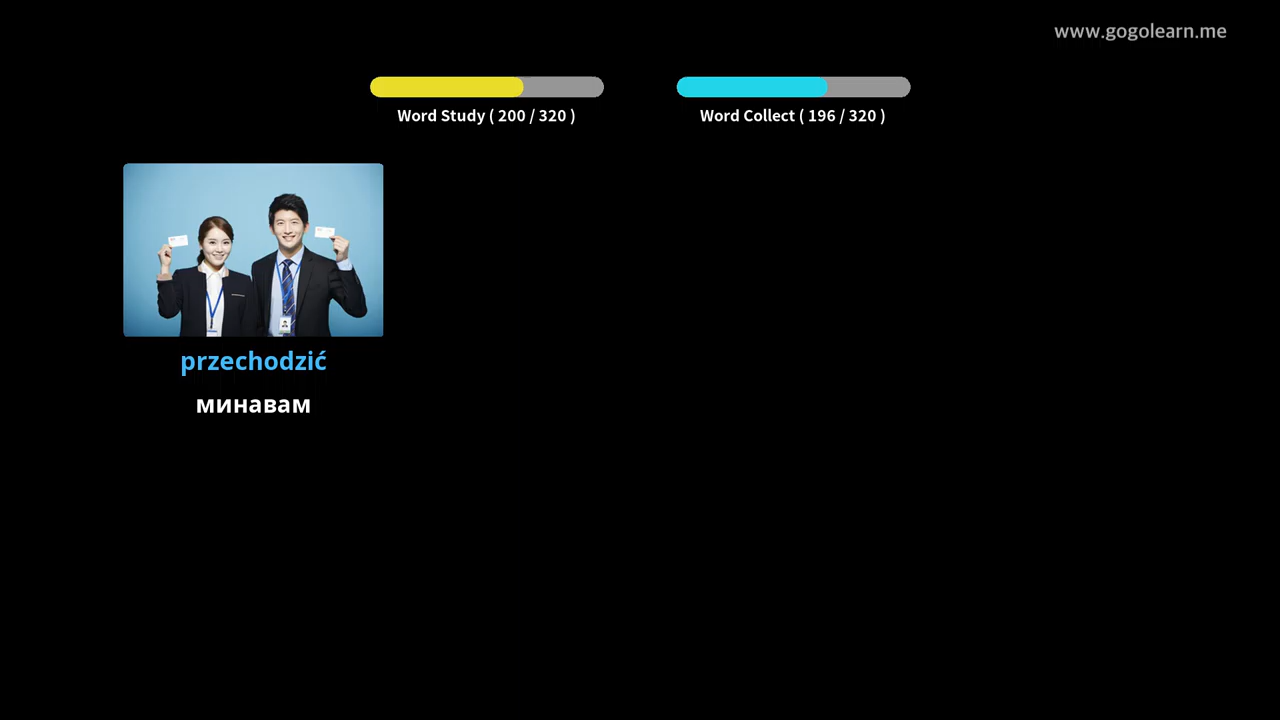 www.gogolearn.me
Word Study ( 200 / 320 )
Word Collect ( 196 / 320 )
przechodzić
минавам